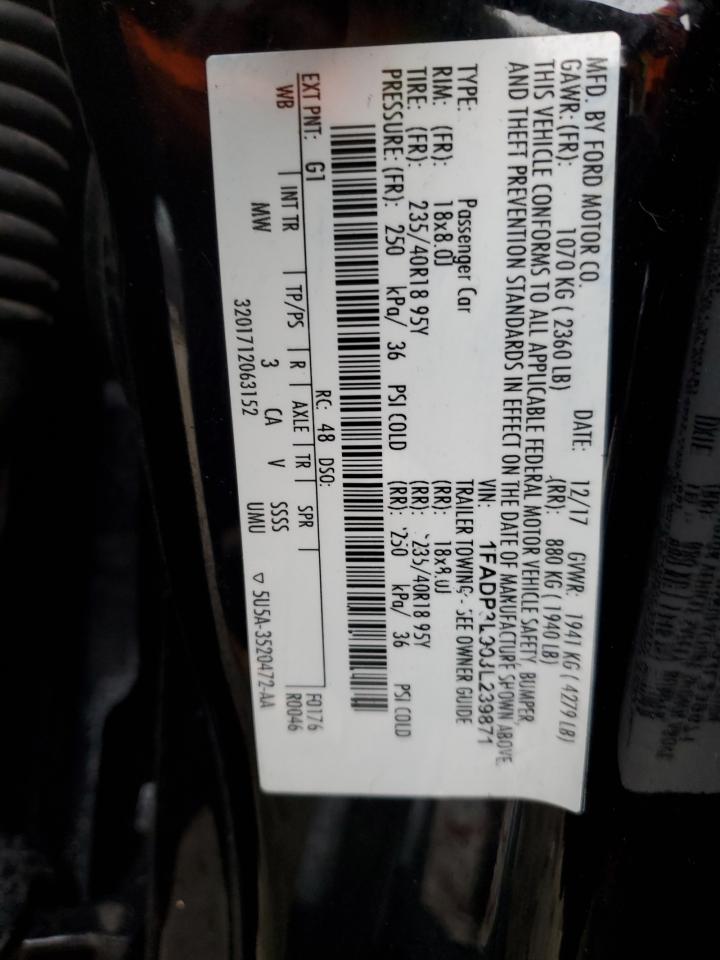 MFD. BY FORD MOTOR CO.
DATE: 12/17 GVWR: 1941 KG ( 4279 LB)
GAWR: (FR): 1070 KG ( 2360 LB) (RR): 880 KG ( 1940 LB)
THIS VEHICLE CONFORMS TO ALL APPLICABLE FEDERAL MOTOR VEHICLE SAFETY, BUMPER,
AND THEFT PREVENTION STANDARDS IN EFFECT ON THE DATE OF MANUFACTURE SHOWN ABOVE.
VIN: 1FADP3L90JL239871
TYPE: Passenger Car TRAILER TOWING - SEE OWNER GUIDE
RIM: (FR): 18x8.0J (RR): 18x8.0J
TIRE: (FR): 235/40R18 95Y (RR): 235/40R18 95Y
PRESSURE: (FR): 250 kPa/ 36 PSI COLD (RR): 250 kPa/ 36 PSI COLD
EXT PNT: G1 RC: 48 DSO: F0176
WB INT TR TP/PS R AXLE TR SPR R0046
MW 3 CA V SSSS ▽ 5U5A-3520472-AA
3201712063152 UMU